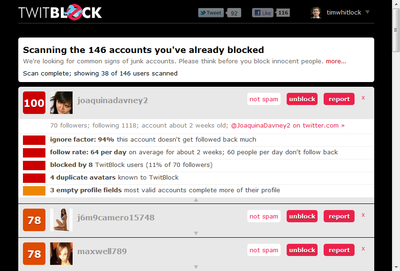 TWITBLOCK
Tweet 92 Like 116 timwhitlock
Scanning the 146 accounts you've already blocked
We're looking for common signs of junk accounts. Please think before you block innocent people. more...
Scan complete; showing 38 of 146 users scanned
100 joaquinadavney2 not spam unblock report x
70 followers; following 1118; account about 2 weeks old; @JoaquinaDavney2 on twitter.com »
ignore factor: 94% this account doesn't get followed back much
follow rate: 64 per day on average for about 2 weeks; 60 people per day don't follow back
blocked by 8 TwitBlock users (11% of 70 followers)
4 duplicate avatars known to TwitBlock
3 empty profile fields most valid accounts complete more of their profile
78 j6m9camero15748 not spam unblock report x
78 maxwell789 not spam unblock report x